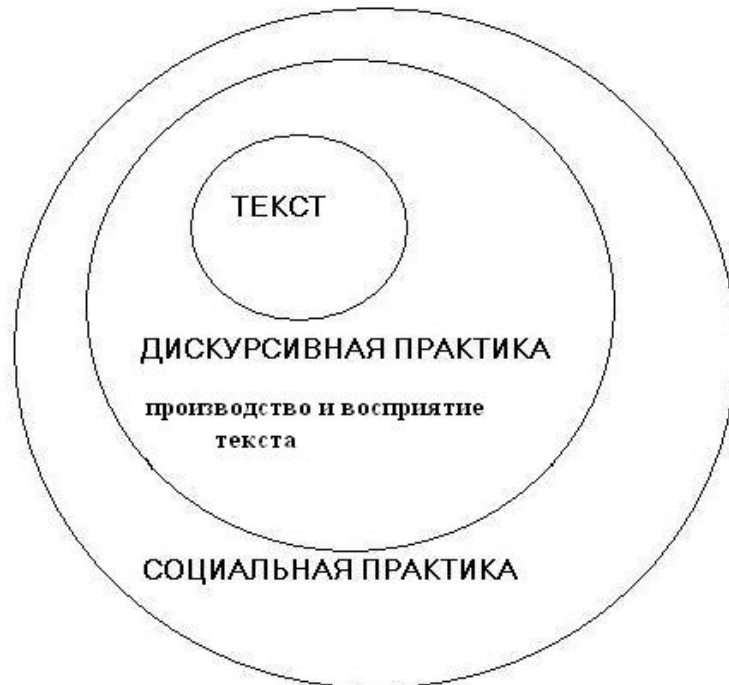 ТЕКСТ
ДИСКУРСИВНАЯ ПРАКТИКА
производство и восприятие
текста
СОЦИАЛЬНАЯ ПРАКТИКА